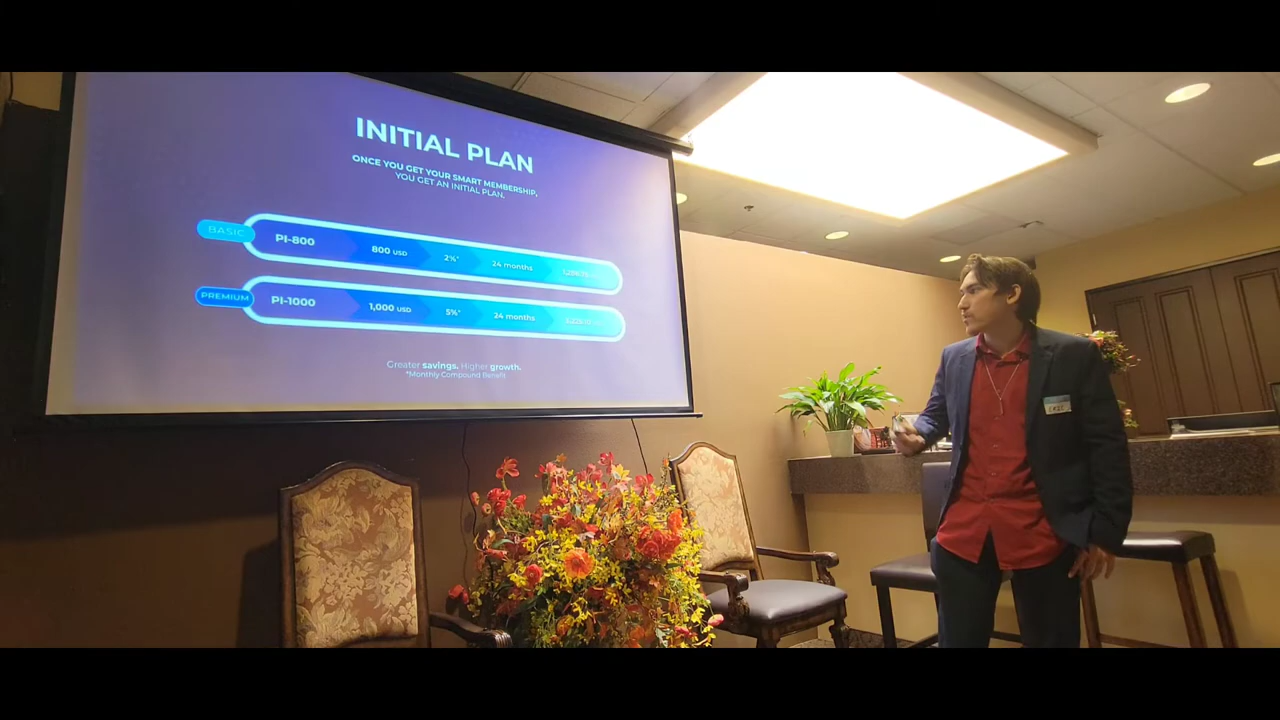 INITIAL PLAN
ONCE YOU GET YOUR SMART MEMBERSHIP,
YOU GET AN INITIAL PLAN.
BASIC PI-800 800 USD 2%* 24 months
PREMIUM PI-1000 1,000 USD 5%* 24 months
Greater savings. Higher growth.
*Monthly Compound Benefit